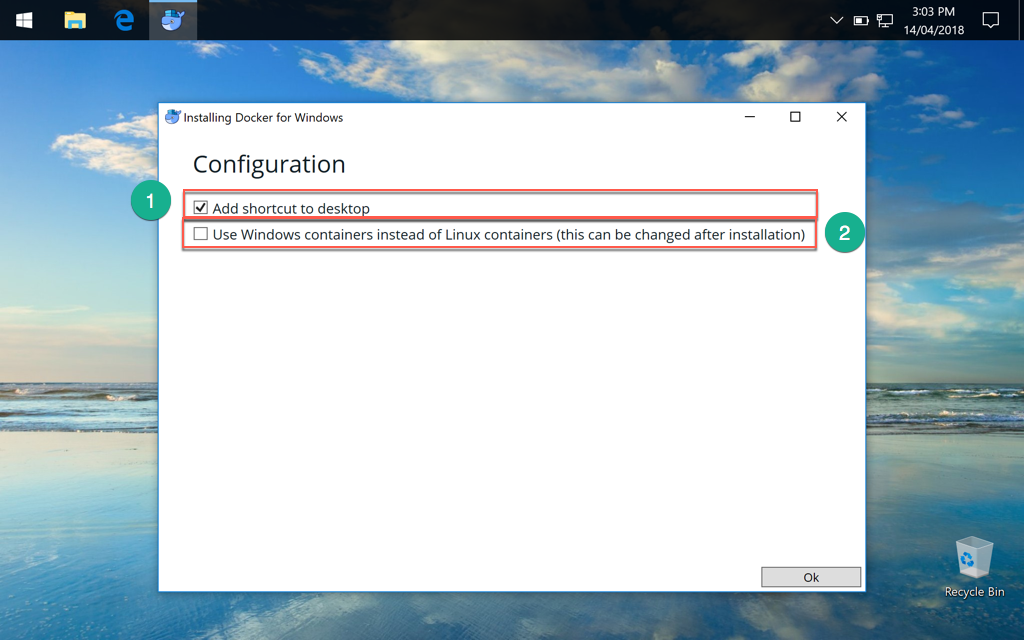 3:03 PM
14/04/2018
Installing Docker for Windows
Configuration
1
Add shortcut to desktop
Use Windows containers instead of Linux containers (this can be changed after installation)
2
Ok
Recycle Bin